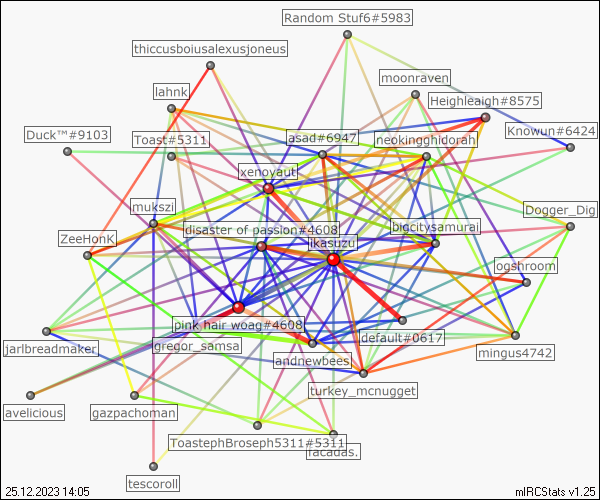 Random Stuf6#5983
thiccusboiusalexusjoneus
moonraven
lahnk
Heighleagh#8575
Duck™#9103
Toast#5311
asad#6947
neokingghidorah
Knowun#6424
xenoyaut
mukszi
Dogger_Dig
disaster of passion#4608
bigcitysamurai
ZeeHonk
ikasuzu
ogshroom
pink hair woag#4608
default#0617
jarlbreadmaker
gregor_samsa
mingus4742
andnewbees
turkey_mcnugget
avelicious
gazpachoman
ToastephBroseph5311#5311
racadas.
tescoroll
25.12.2023 14:05
mIRCStats v1.25